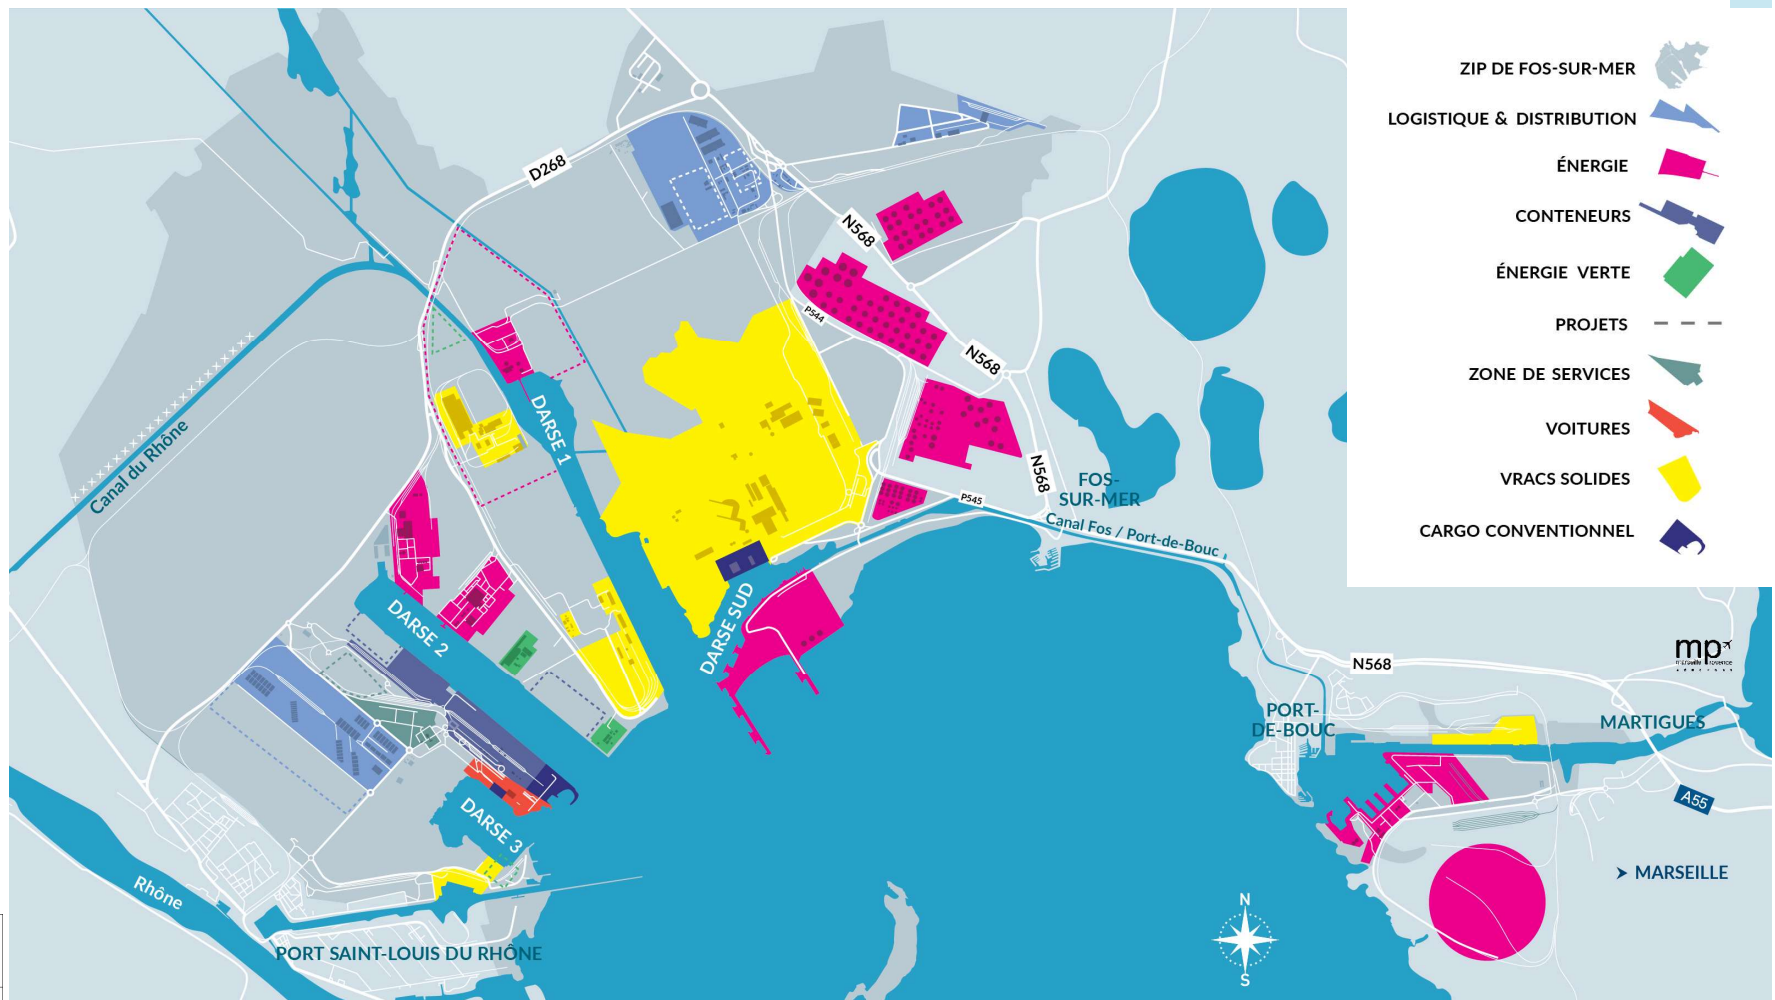 ZIP DE FOS-SUR-MER
LOGISTIQUE & DISTRIBUTION
ÉNERGIE
CONTENEURS
ÉNERGIE VERTE
PROJETS
ZONE DE SERVICES
VOITURES
VRACS SOLIDES
CARGO CONVENTIONNEL
D268
N568
P544
N568
Canal du Rhône
DARSE 1
N568
FOS-
SUR-MER
P545
Canal Fos / Port-de-Bouc
DARSE 2
DARSE SUD
mp
N568
PORT-
DE-BOUC
MARTIGUES
A55
DARSE 3
MARSEILLE
Rhône
PORT SAINT-LOUIS DU RHÔNE
N
S